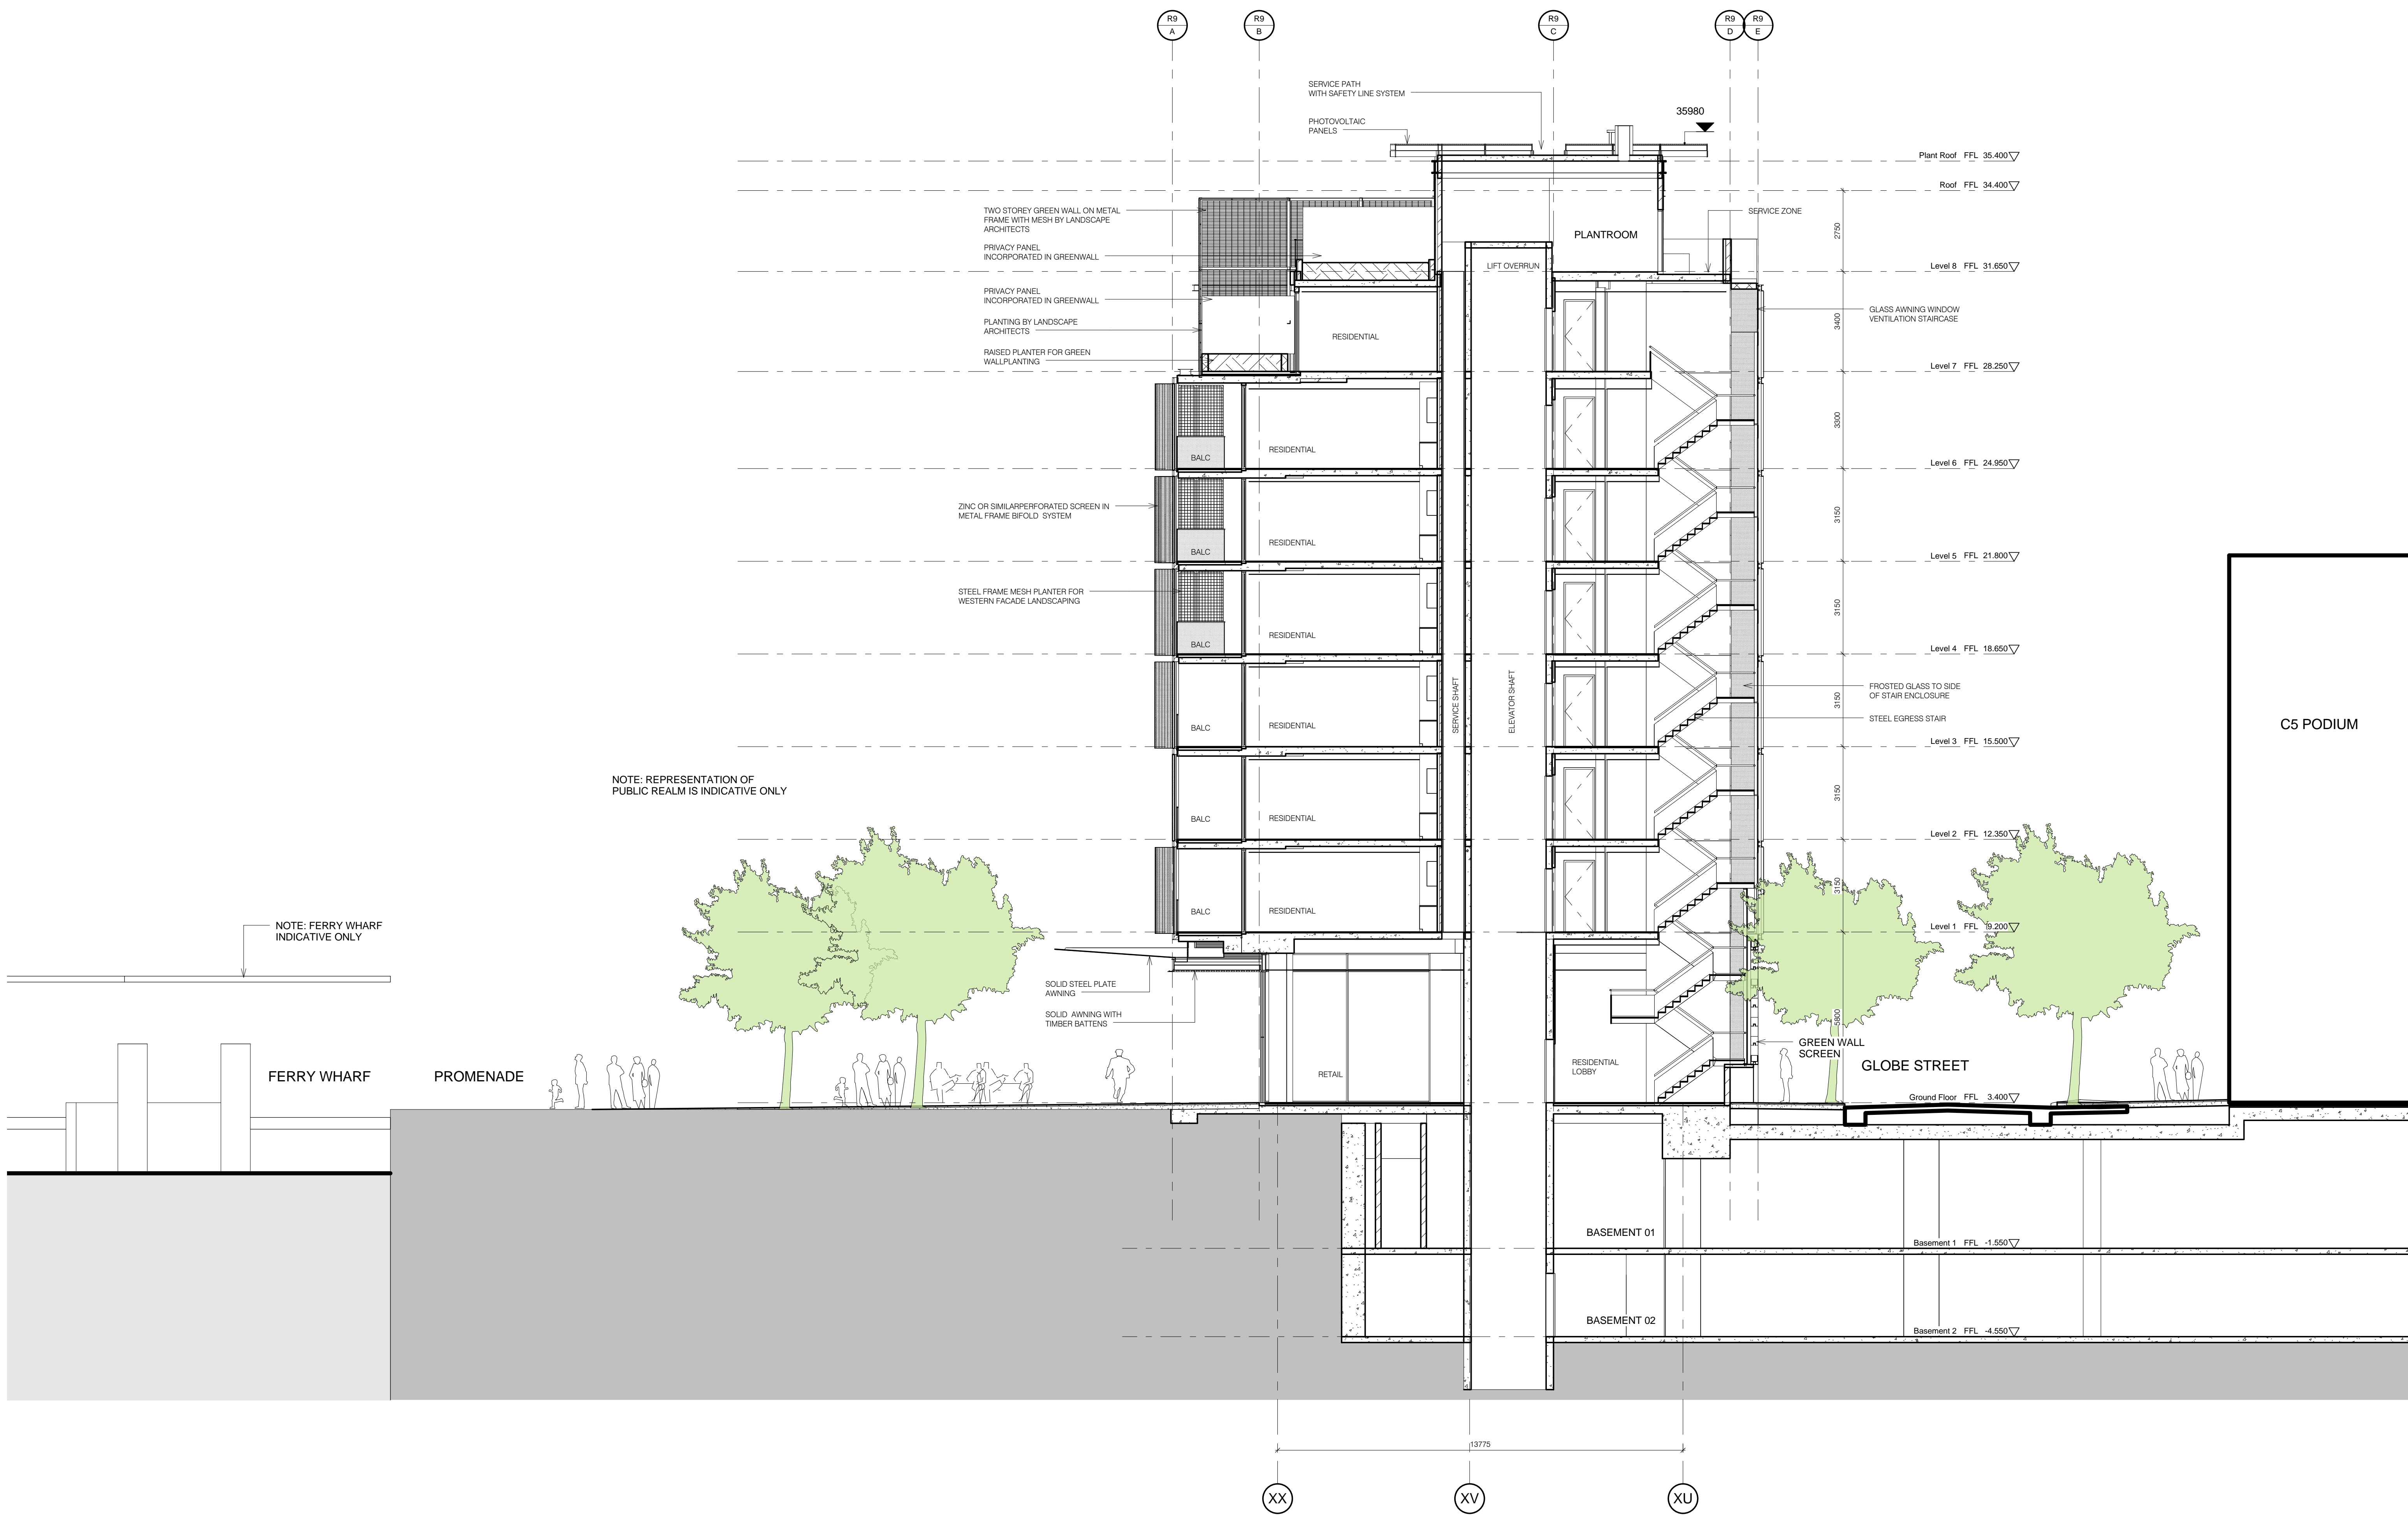 R9
A
R9
B
R9
C
R9
D
R9
E
SERVICE PATH
WITH SAFETY LINE SYSTEM
PHOTOVOLTAIC
PANELS
35980
Plant Roof FFL 35.400
Roof FFL 34.400
TWO STOREY GREEN WALL ON METAL
FRAME WITH MESH BY LANDSCAPE
ARCHITECTS
SERVICE ZONE
2750
PLANTROOM
PRIVACY PANEL
INCORPORATED IN GREENWALL
LIFT OVERRUN
Level 8 FFL 31.650
PRIVACY PANEL
INCORPORATED IN GREENWALL
GLASS AWNING WINDOW
VENTILATION STAIRCASE
PLANTING BY LANDSCAPE
ARCHITECTS
3400
RESIDENTIAL
RAISED PLANTER FOR GREEN
WALLPLANTING
Level 7 FFL 28.250
3300
BALC
RESIDENTIAL
Level 6 FFL 24.950
ZINC OR SIMILARPERFORATED SCREEN IN
METAL FRAME BIFOLD SYSTEM
3150
BALC
RESIDENTIAL
Level 5 FFL 21.800
STEEL FRAME MESH PLANTER FOR
WESTERN FACADE LANDSCAPING
3150
BALC
RESIDENTIAL
Level 4 FFL 18.650
SERVICE SHAFT
ELEVATOR SHAFT
3150
FROSTED GLASS TO SIDE
OF STAIR ENCLOSURE
STEEL EGRESS STAIR
C5 PODIUM
BALC
RESIDENTIAL
Level 3 FFL 15.500
NOTE: REPRESENTATION OF
PUBLIC REALM IS INDICATIVE ONLY
3150
BALC
RESIDENTIAL
Level 2 FFL 12.350
3150
BALC
RESIDENTIAL
NOTE: FERRY WHARF
INDICATIVE ONLY
Level 1 FFL 9.200
SOLID STEEL PLATE
AWNING
SOLID AWNING WITH
TIMBER BATTENS
5800
GREEN WALL
SCREEN
FERRY WHARF
PROMENADE
RETAIL
RESIDENTIAL
LOBBY
GLOBE STREET
Ground Floor FFL 3.400
BASEMENT 01
Basement 1 FFL -1.550
BASEMENT 02
Basement 2 FFL -4.550
13775
XX
XV
XU